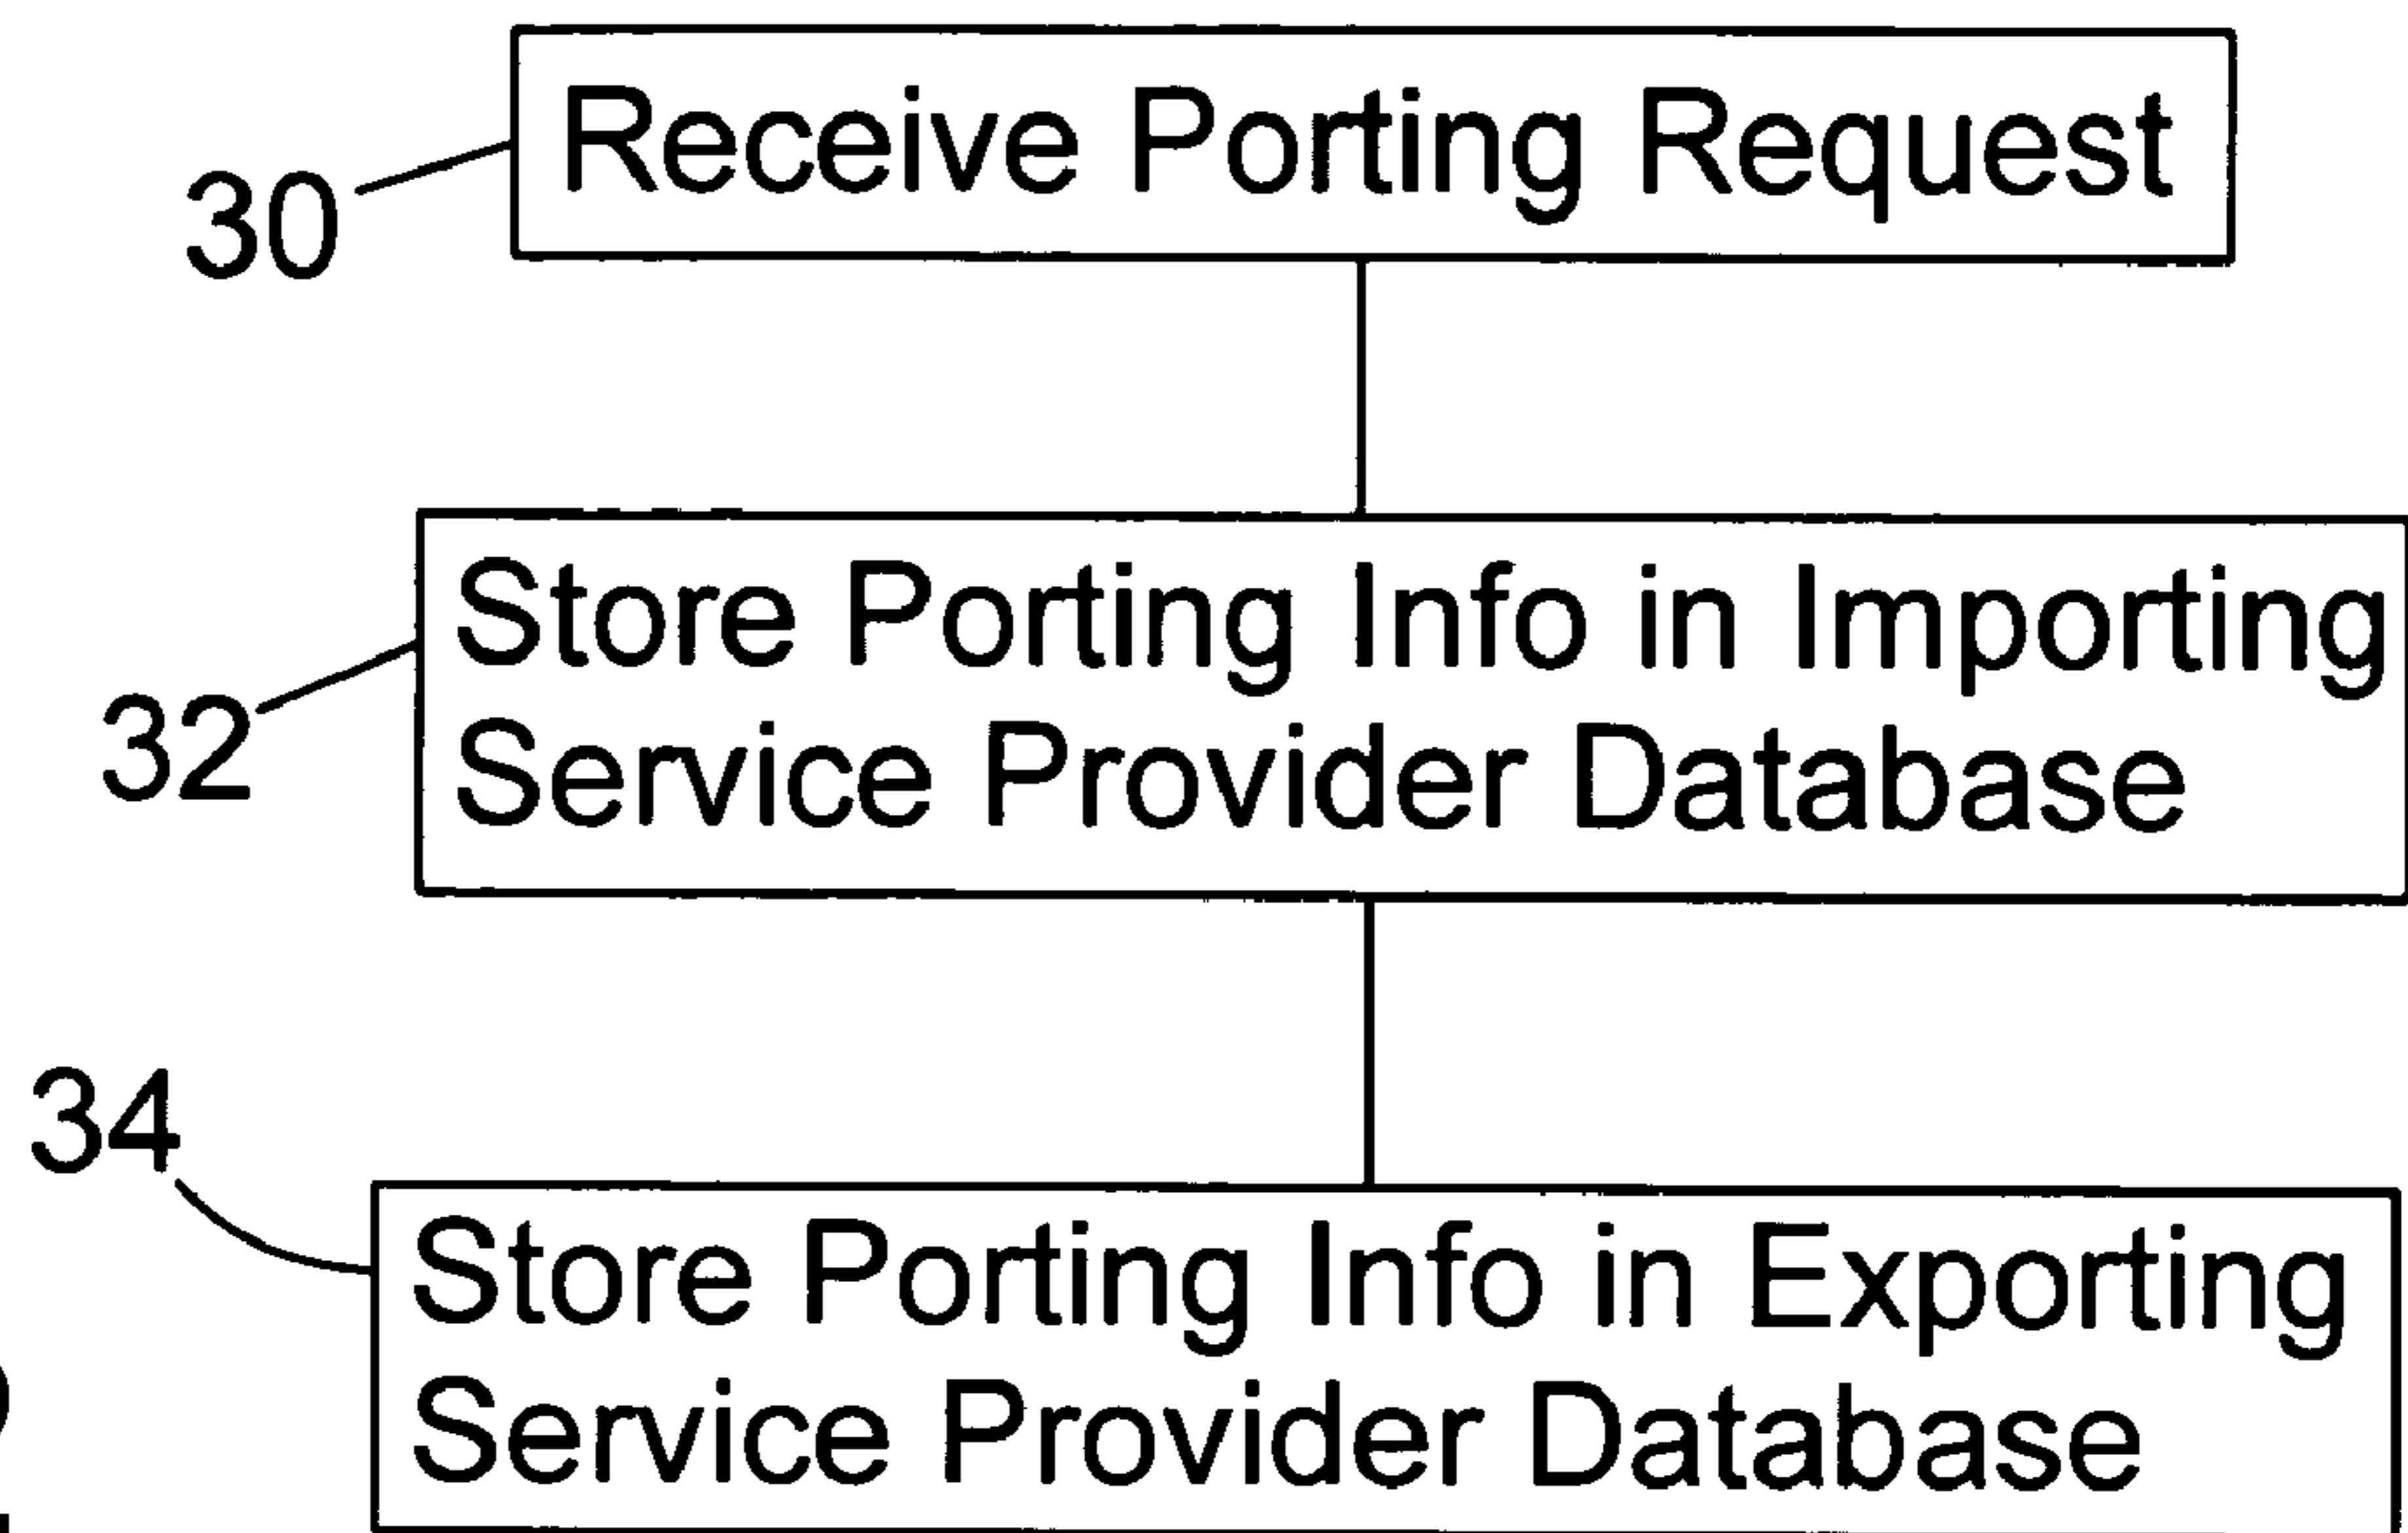 Receive Porting Request
30
Store Porting Info in Importing
Service Provider Database
32
34
Store Porting Info in Exporting
Service Provider Database